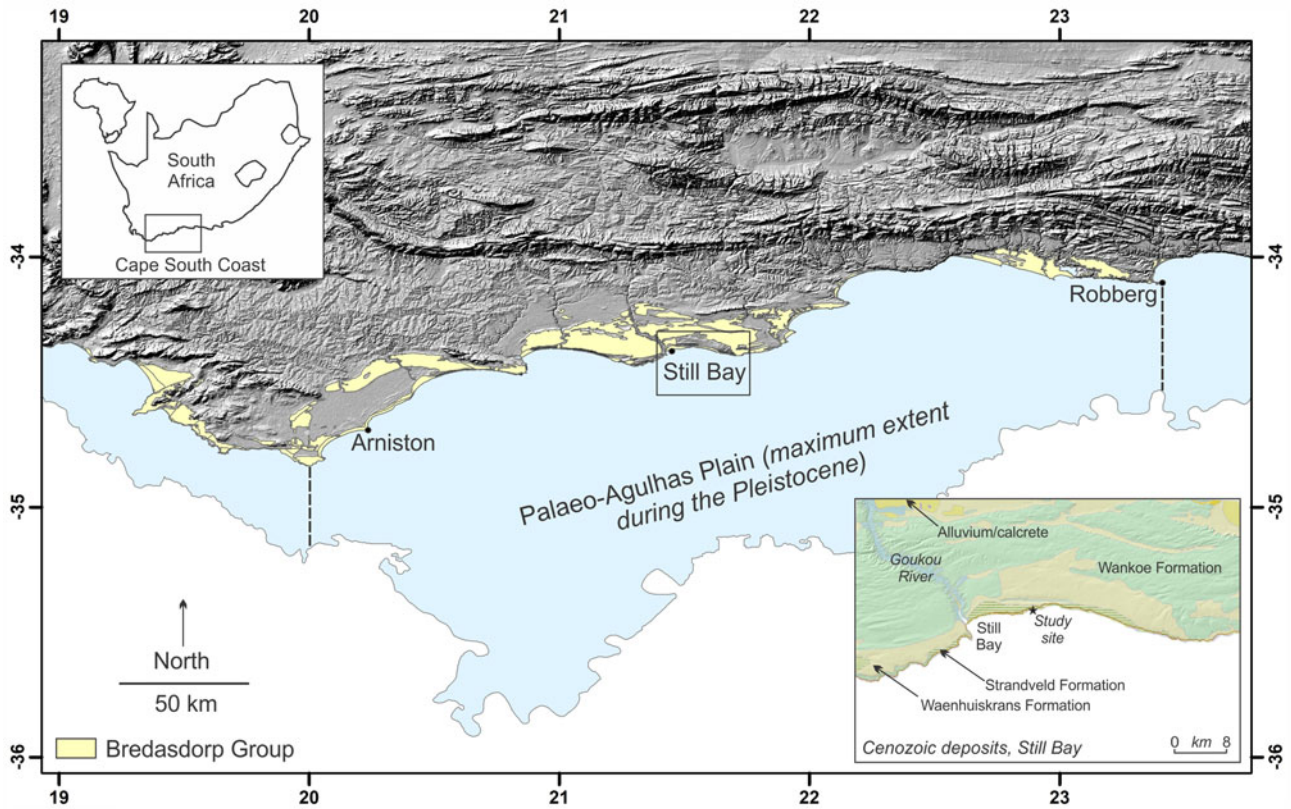 19
20
21
22
23
South
Africa
Cape South Coast
-34
-34
Robberg
Still Bay
Arniston
Palaeo-Agulhas Plain (maximum extent
during the Pleistocene)
-35
-35
Alluvium/calcrete
Goukou
River
Wankoe Formation
Still
Bay
Study
site
Strandveld Formation
Waenhuiskrans Formation
Cenozoic deposits, Still Bay
0 km 8
North
50 km
Bredasdorp Group
-36
-36
19
20
21
22
23